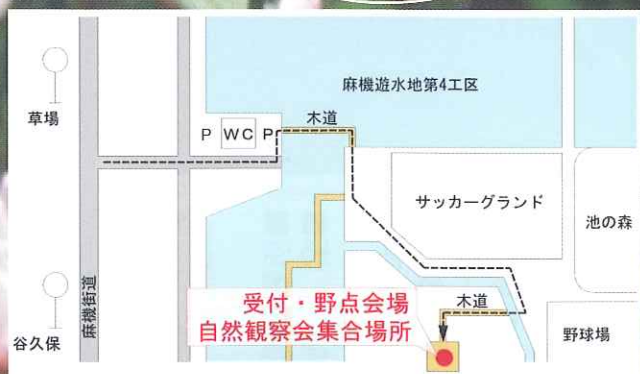 麻機遊水地第4工区
草場
P WC P
木道
サッカーグランド
池の森
麻機街道
受付・野点会場
自然観察会集合場所
木道
谷久保
野球場